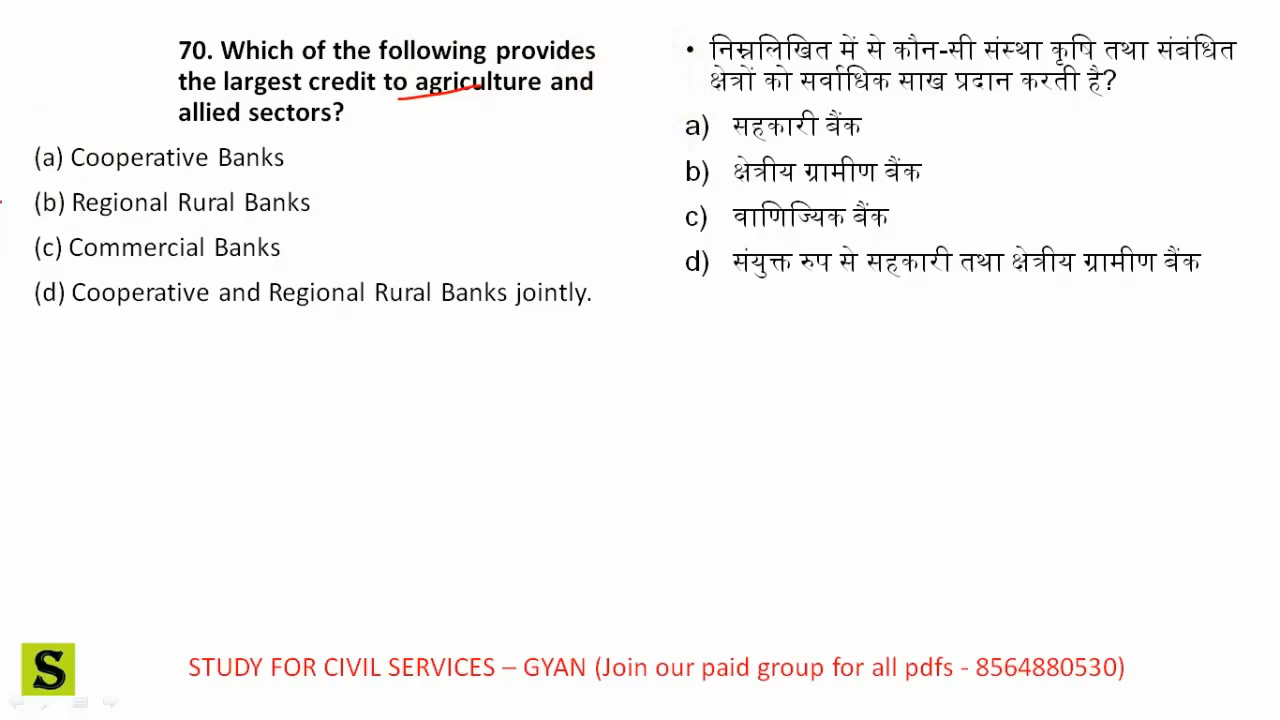 70. Which of the following provides
the largest credit to agriculture and
allied sectors?
(a) Cooperative Banks
(b) Regional Rural Banks
(c) Commercial Banks
(d) Cooperative and Regional Rural Banks jointly.
• निम्नलिखित में से कौन-सी संस्था कृषि तथा संबंधित
क्षेत्रों को सर्वाधिक साख प्रदान करती है?
a) सहकारी बैंक
b) क्षेत्रीय ग्रामीण बैंक
c) वाणिज्यिक बैंक
d) संयुक्त रुप से सहकारी तथा क्षेत्रीय ग्रामीण बैंक
S
STUDY FOR CIVIL SERVICES – GYAN (Join our paid group for all pdfs - 8564880530)